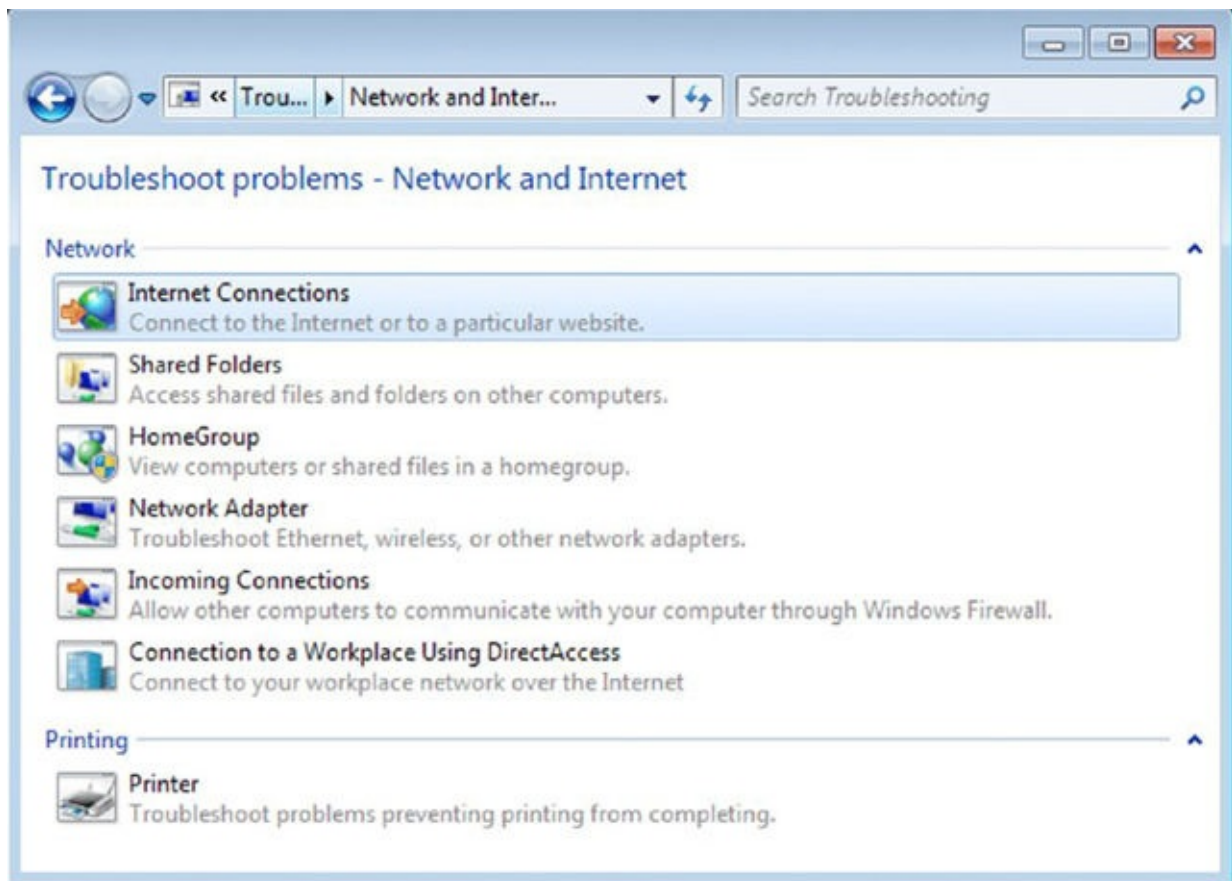 « Trou... Network and Inter... Search Troubleshooting
Troubleshoot problems - Network and Internet
Network
Internet Connections
Connect to the Internet or to a particular website.
Shared Folders
Access shared files and folders on other computers.
HomeGroup
View computers or shared files in a homegroup.
Network Adapter
Troubleshoot Ethernet, wireless, or other network adapters.
Incoming Connections
Allow other computers to communicate with your computer through Windows Firewall.
Connection to a Workplace Using DirectAccess
Connect to your workplace network over the Internet
Printing
Printer
Troubleshoot problems preventing printing from completing.